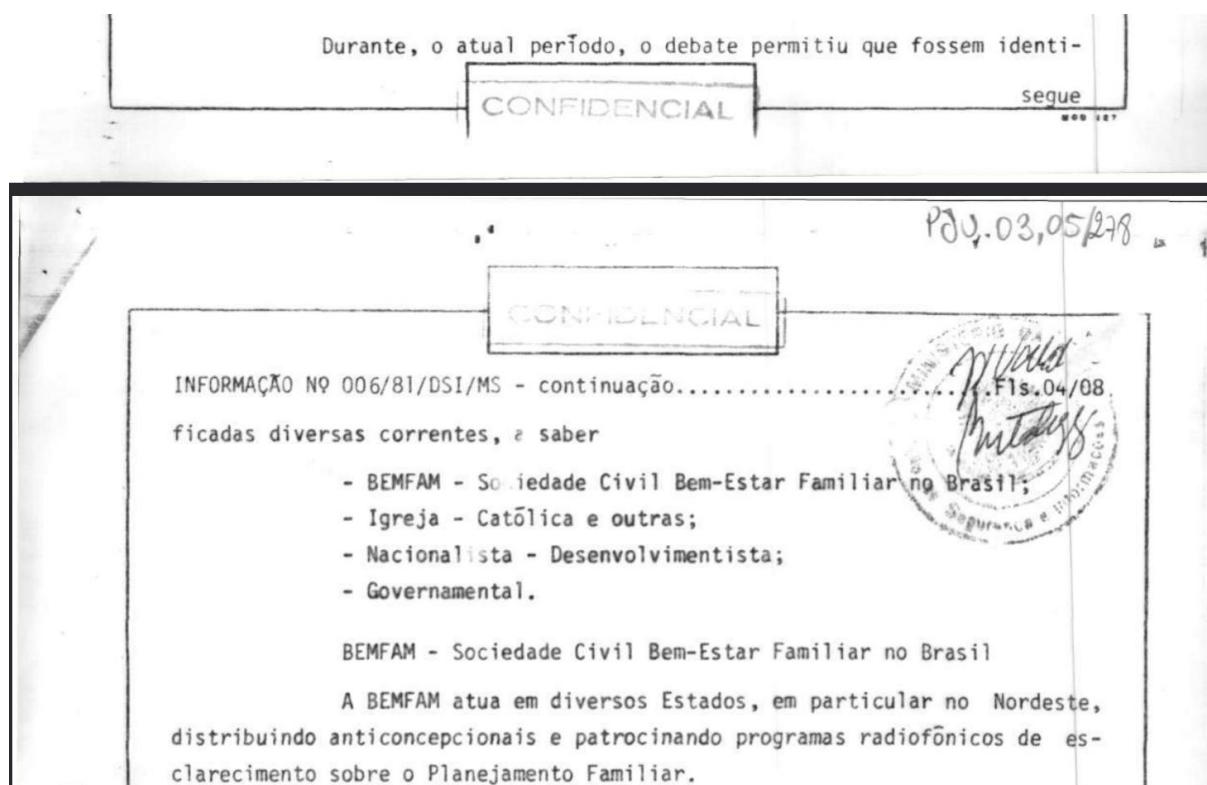 Durante, o atual período, o debate permitiu que fossem identi-
CONFIDENCIAL
segue
MOD 127
PJU.03,05/278
CONFIDENCIAL
INFORMAÇÃO Nº 006/81/DSI/MS - continuação..........................Fls.04/08
ficadas diversas correntes, a saber
- BEMFAM - Sociedade Civil Bem-Estar Familiar no Brasil;
- Igreja - Católica e outras;
- Nacionalista - Desenvolvimentista;
- Governamental.
BEMFAM - Sociedade Civil Bem-Estar Familiar no Brasil
A BEMFAM atua em diversos Estados, em particular no Nordeste,
distribuindo anticoncepcionais e patrocinando programas radiofônicos de es-
clarecimento sobre o Planejamento Familiar.